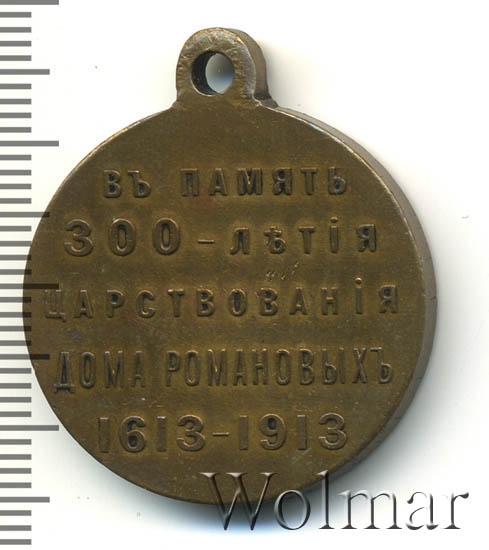 ВЪ ПАМЯТЬ
300-ЛѢТІЯ
ЦАРСТВОВАНІЯ
ДОМА РОМАНОВЫХЪ
1613-1913
Wolmar